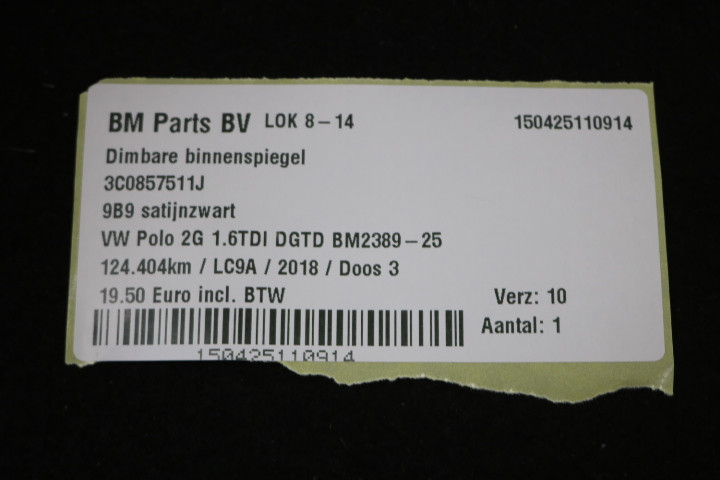 BM Parts BV LOK 8-14 150425110914
Dimbare binnenspiegel
3C0857511J
9B9 satijnzwart
VW Polo 2G 1.6TDI DGTD BM2389-25
124.404km / LC9A / 2018 / Doos 3
19.50 Euro incl. BTW Verz: 10
Aantal: 1
150425110914